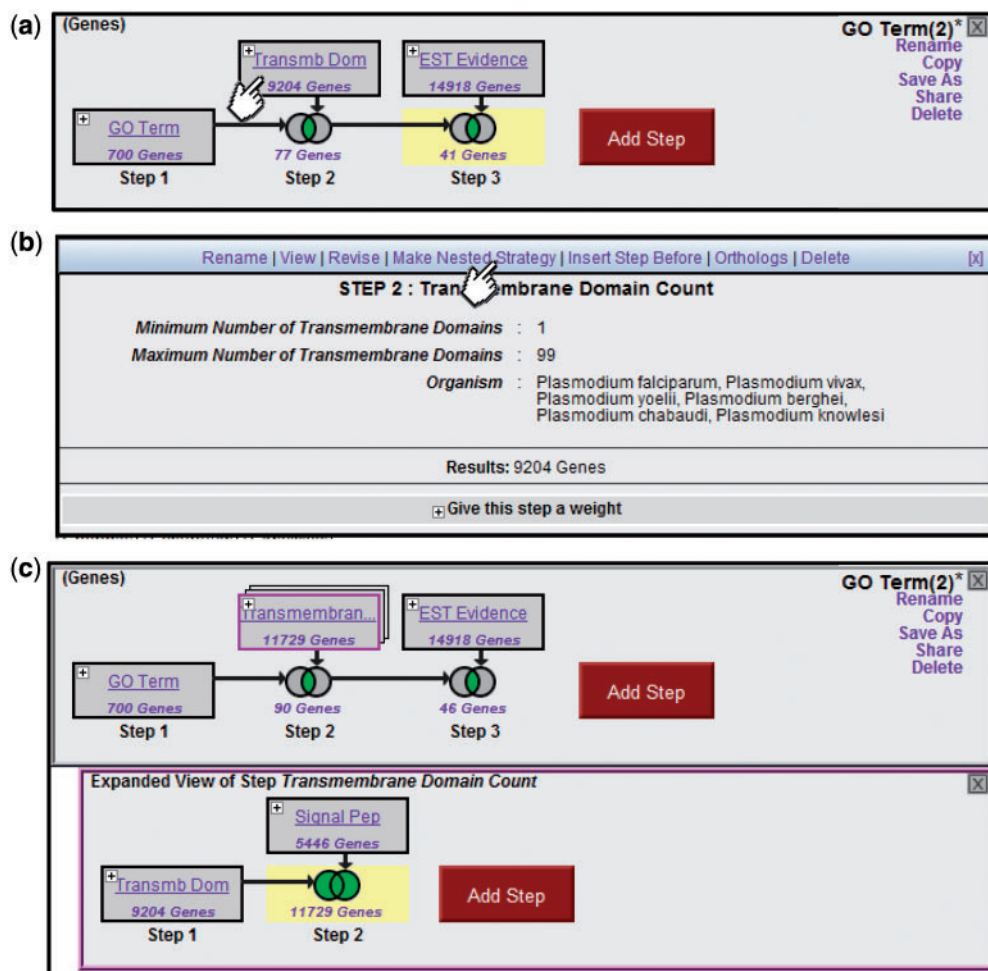 (a)
(Genes)
GO Term(2)* X
Rename
Copy
Save As
Share
Delete
+ Transmb Dom
9204 Genes
+ EST Evidence
14918 Genes
+ GO Term
700 Genes
77 Genes
41 Genes
Add Step
Step 1
Step 2
Step 3
(b)
Rename | View | Revise | Make Nested Strategy | Insert Step Before | Orthologs | Delete [x]
STEP 2 : Tran mbrane Domain Count
Minimum Number of Transmembrane Domains : 1
Maximum Number of Transmembrane Domains : 99
Organism : Plasmodium falciparum, Plasmodium vivax,
Plasmodium yoelii, Plasmodium berghei,
Plasmodium chabaudi, Plasmodium knowlesi
Results: 9204 Genes
+ Give this step a weight
(c)
(Genes)
GO Term(2)* X
Rename
Copy
Save As
Share
Delete
+ Transmembran...
11729 Genes
+ EST Evidence
14918 Genes
+ GO Term
700 Genes
90 Genes
46 Genes
Add Step
Step 1
Step 2
Step 3
Expanded View of Step Transmembrane Domain Count X
+ Signal Pep
5446 Genes
+ Transmb Dom
9204 Genes
11729 Genes
Add Step
Step 1
Step 2